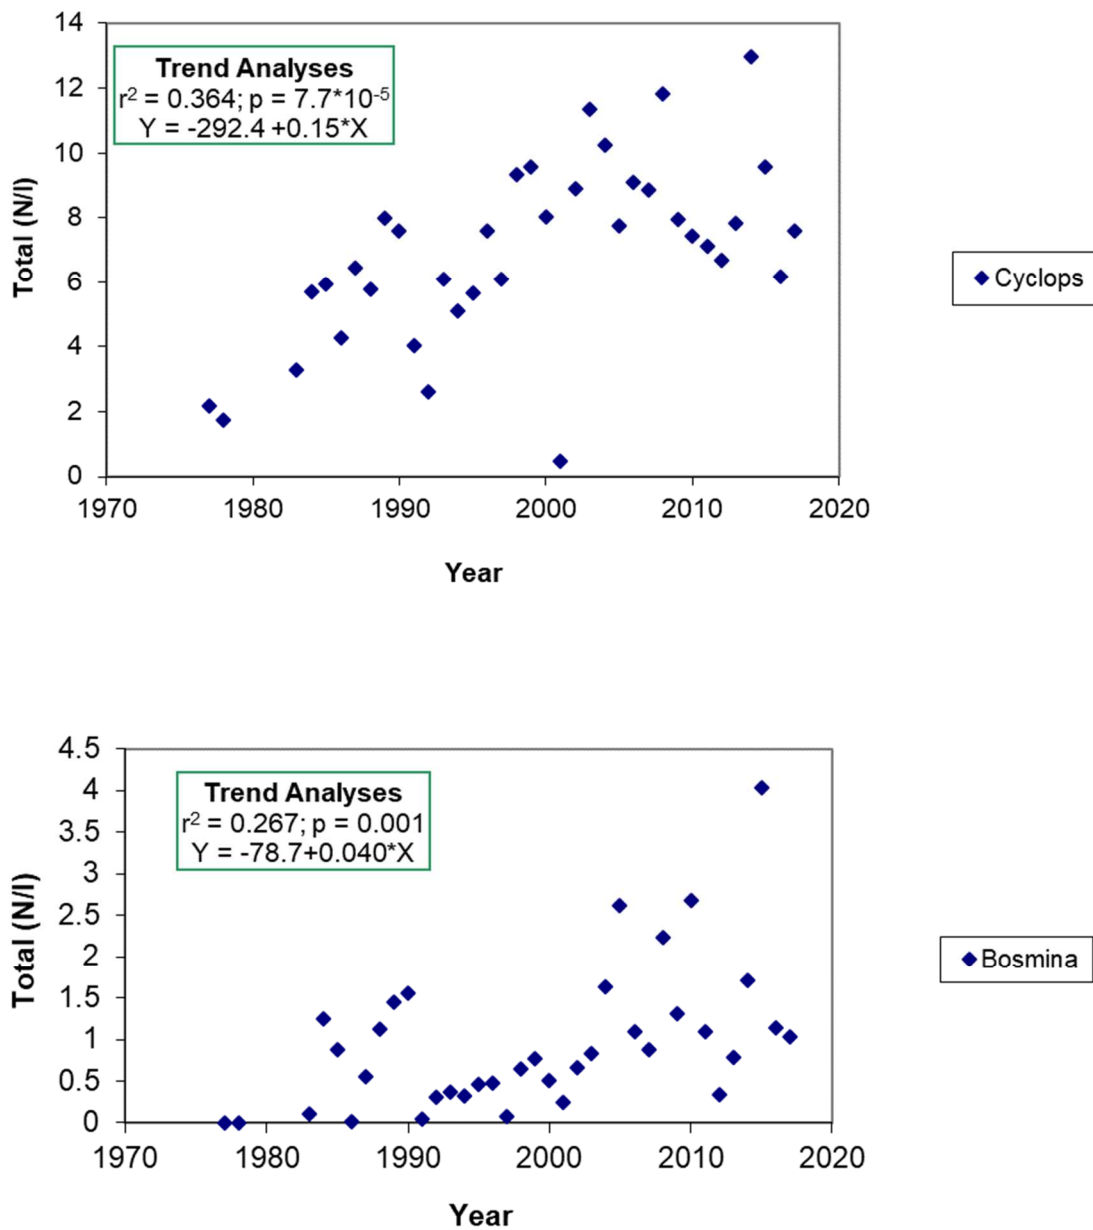 14
12
10
8
6
4
2
0
Total (N/l)
Trend Analyses
r² = 0.364; p = 7.7*10⁻⁵
Y = -292.4 +0.15*X
Cyclops
1970 1980 1990 2000 2010 2020
Year
4.5
4
3.5
3
2.5
2
1.5
1
0.5
0
Total (N/l)
Trend Analyses
r² = 0.267; p = 0.001
Y = -78.7+0.040*X
Bosmina
1970 1980 1990 2000 2010 2020
Year